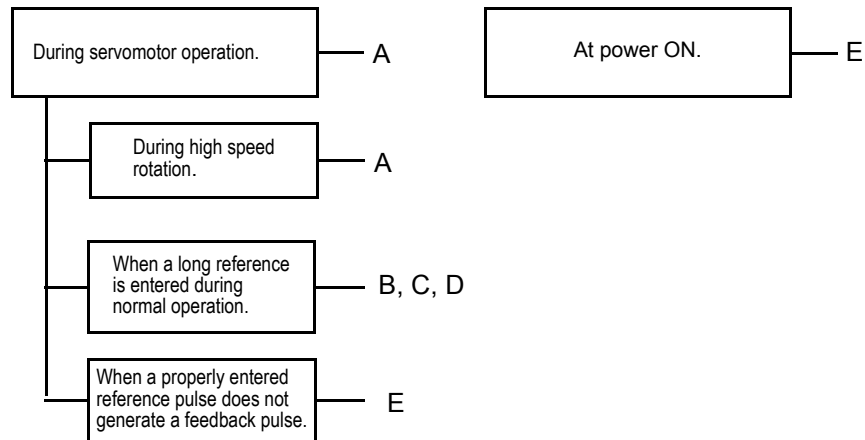 During servomotor operation.
A
At power ON.
E
During high speed
rotation.
A
When a long reference
is entered during
normal operation.
B, C, D
When a properly entered
reference pulse does not
generate a feedback pulse.
E